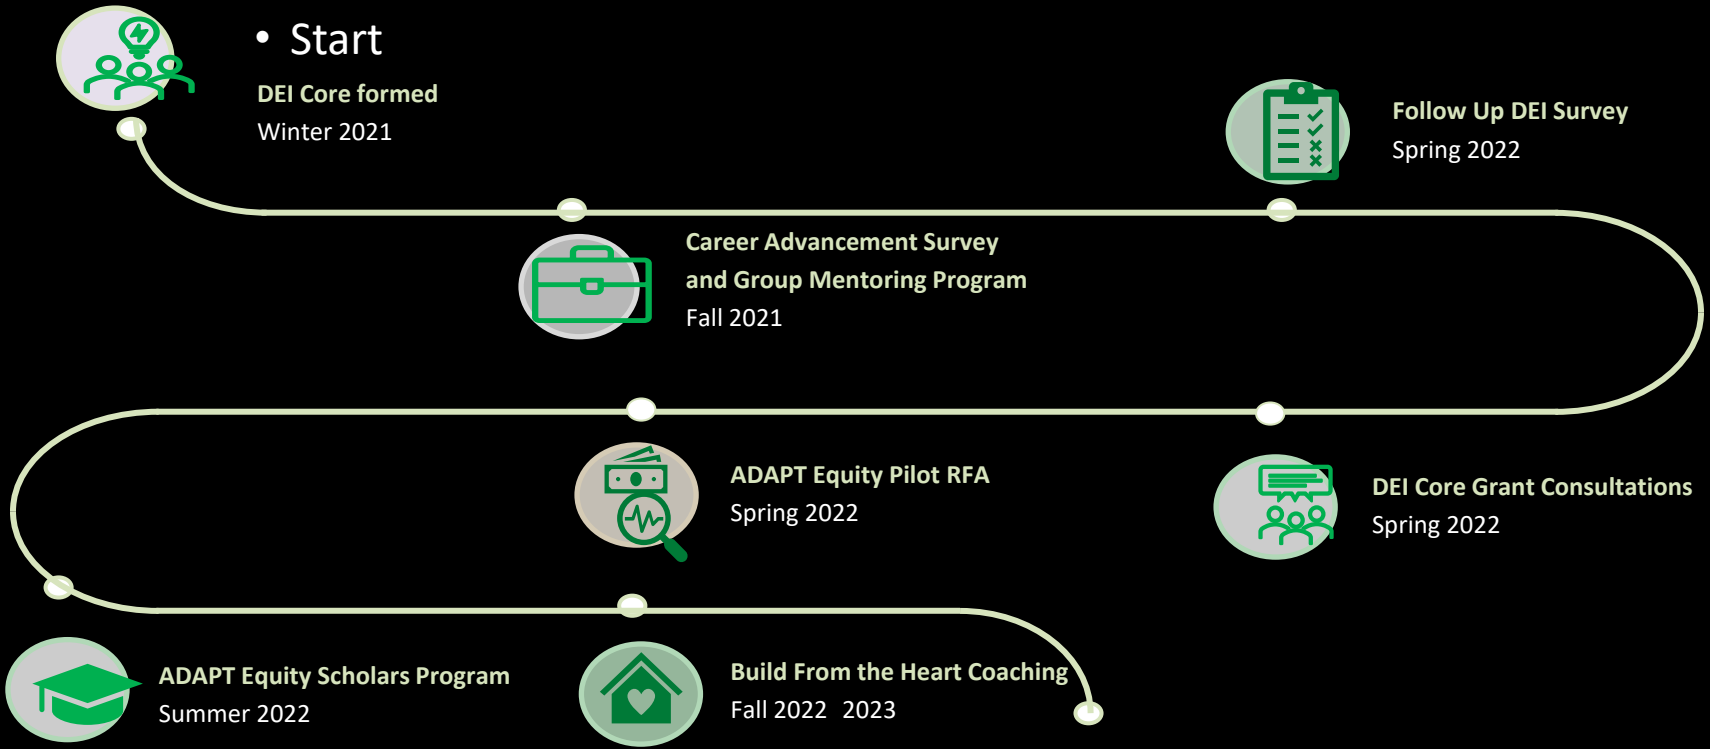 • Start
DEI Core formed
Winter 2021
Career Advancement Survey
and Group Mentoring Program
Fall 2021
Follow Up DEI Survey
Spring 2022
DEI Core Grant Consultations
Spring 2022
ADAPT Equity Pilot RFA
Spring 2022
ADAPT Equity Scholars Program
Summer 2022
Build From the Heart Coaching
Fall 2022 2023